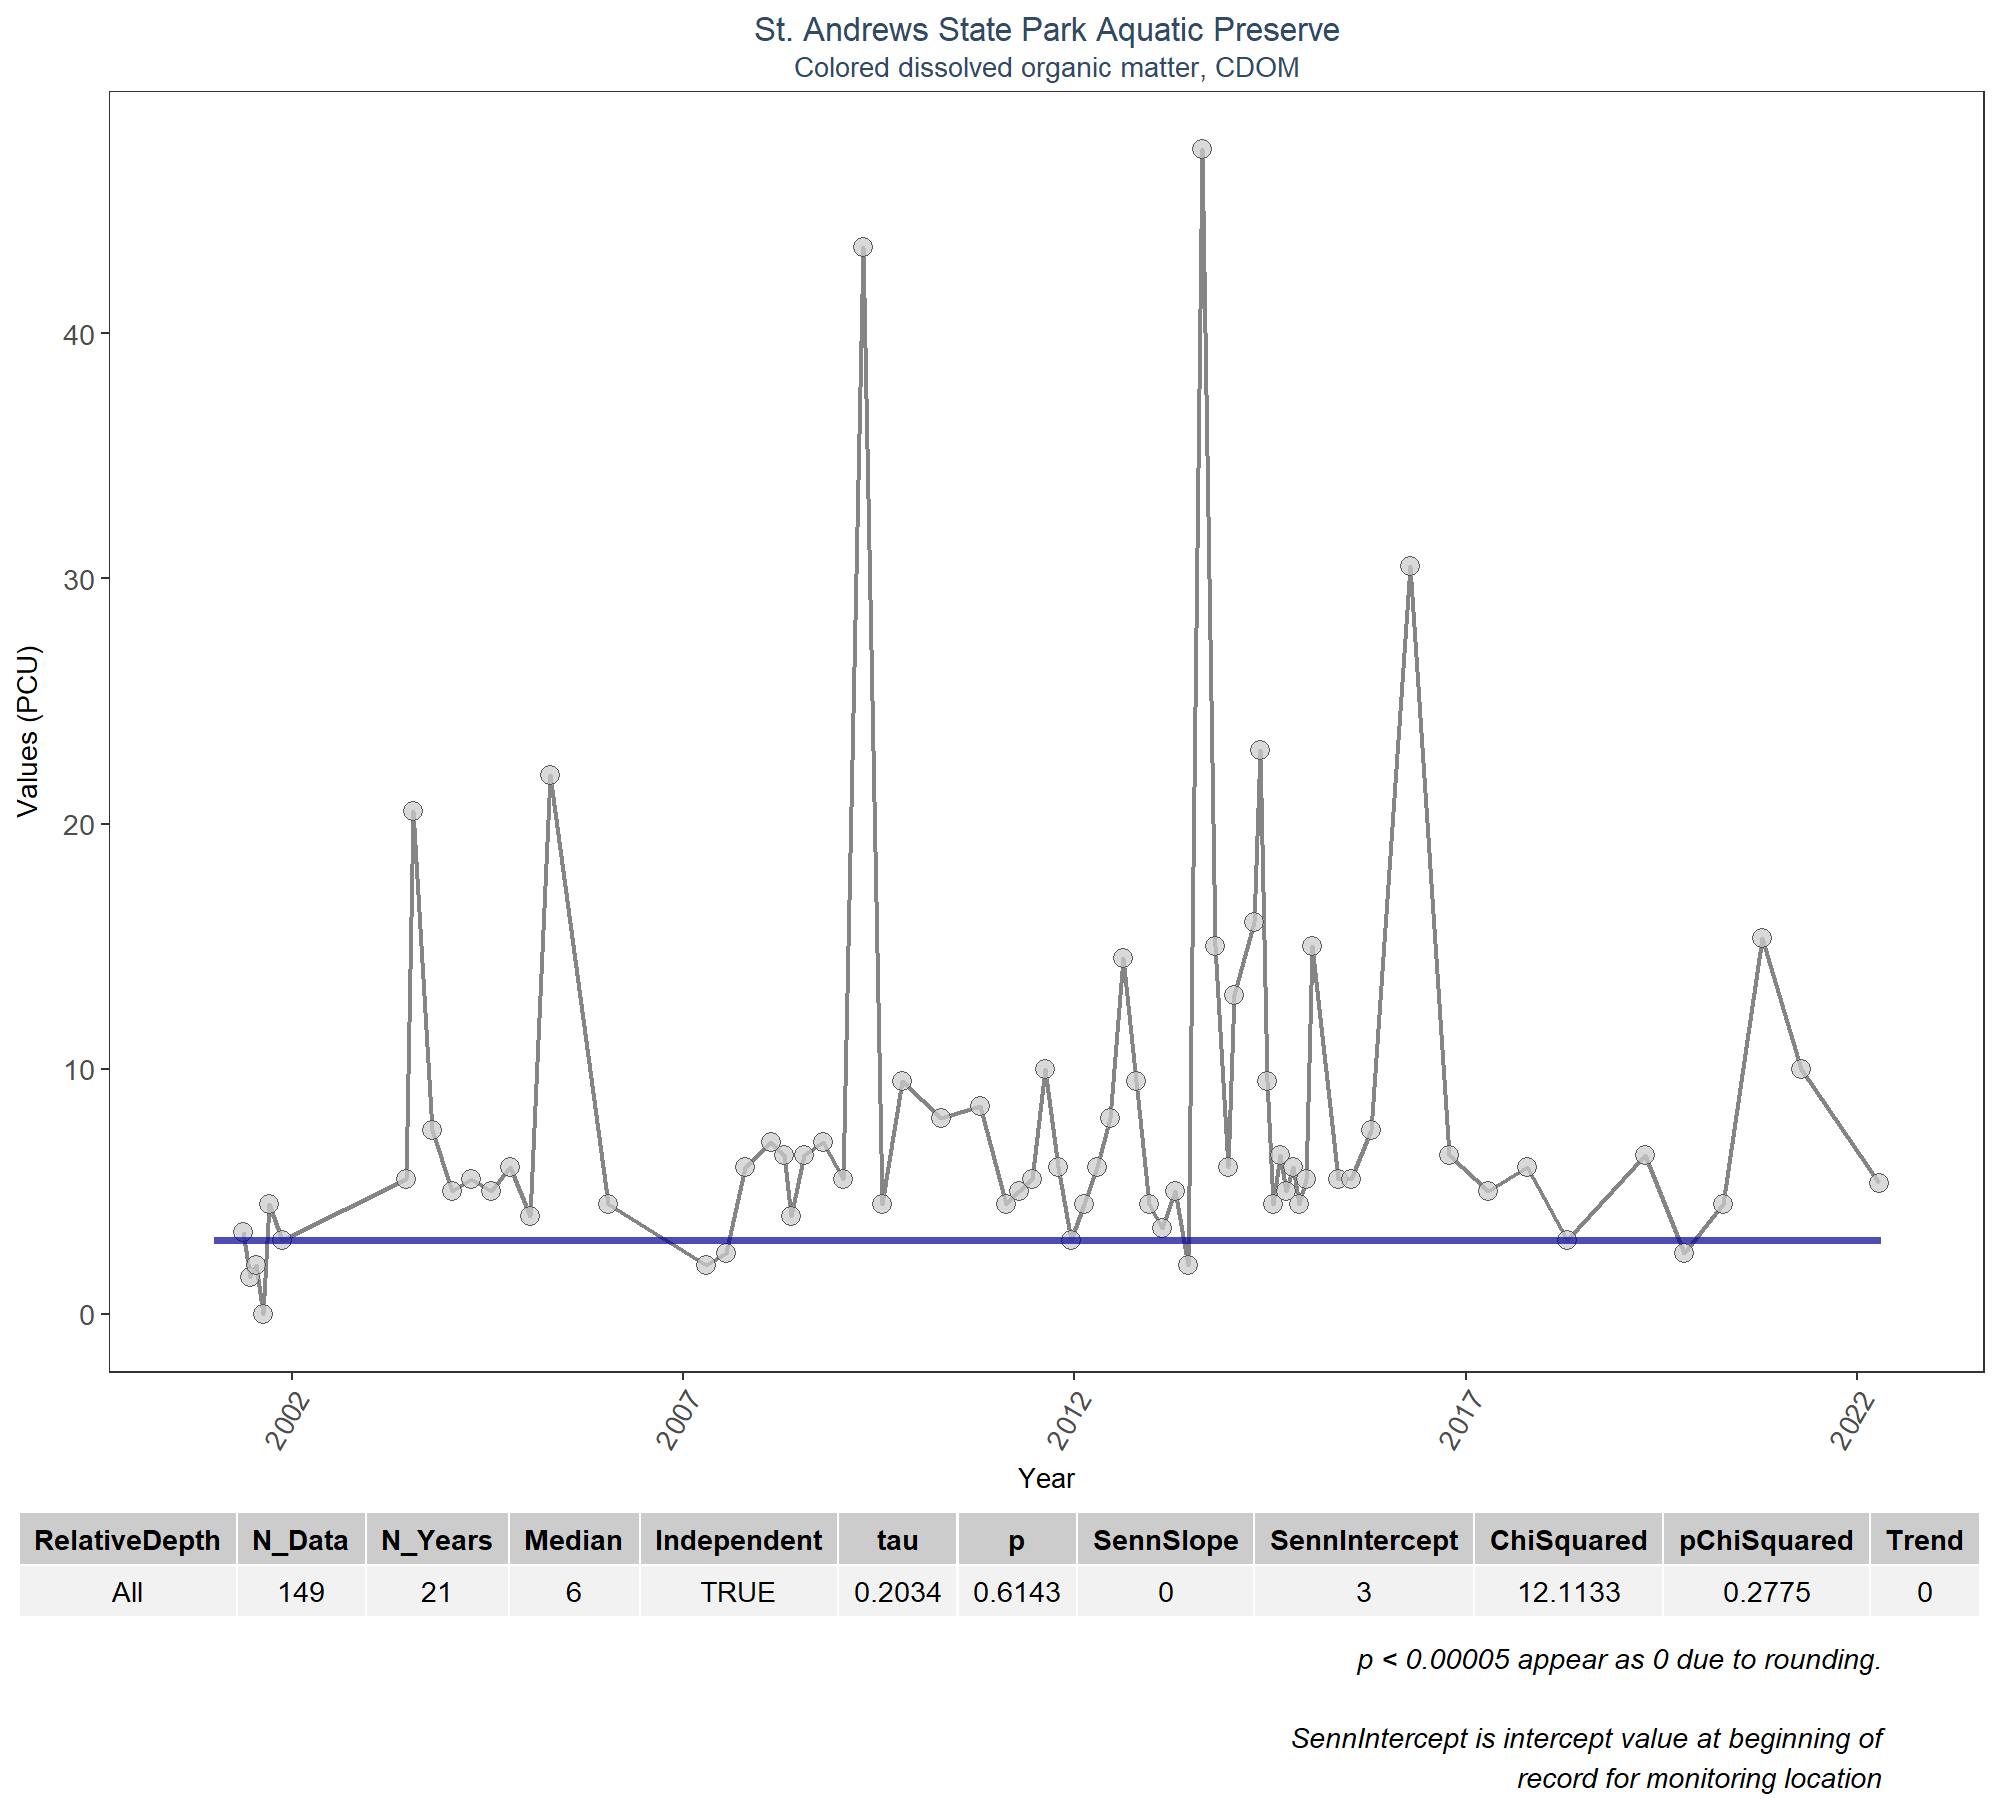 St. Andrews State Park Aquatic Preserve
Colored dissolved organic matter, CDOM
Values (PCU)
40
30
20
10
0
2002 2007 2012 2017 2022
Year
RelativeDepth N_Data N_Years Median Independent tau p SennSlope SennIntercept ChiSquared pChiSquared Trend
All 149 21 6 TRUE 0.2034 0.6143 0 3 12.1133 0.2775 0
p < 0.00005 appear as 0 due to rounding.
SennIntercept is intercept value at beginning of
record for monitoring location